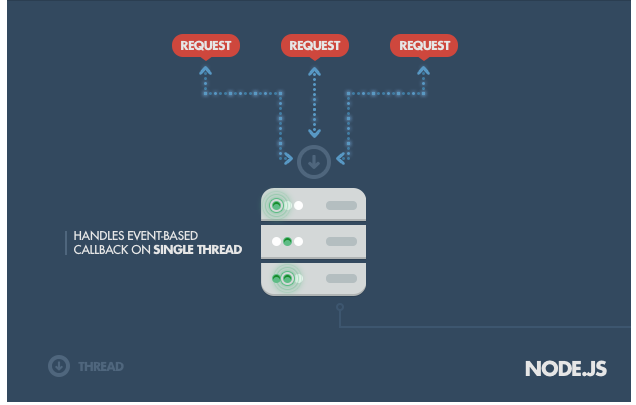 REQUEST REQUEST REQUEST
HANDLES EVENT-BASED
CALLBACK ON SINGLE THREAD
THREAD
NODE.JS